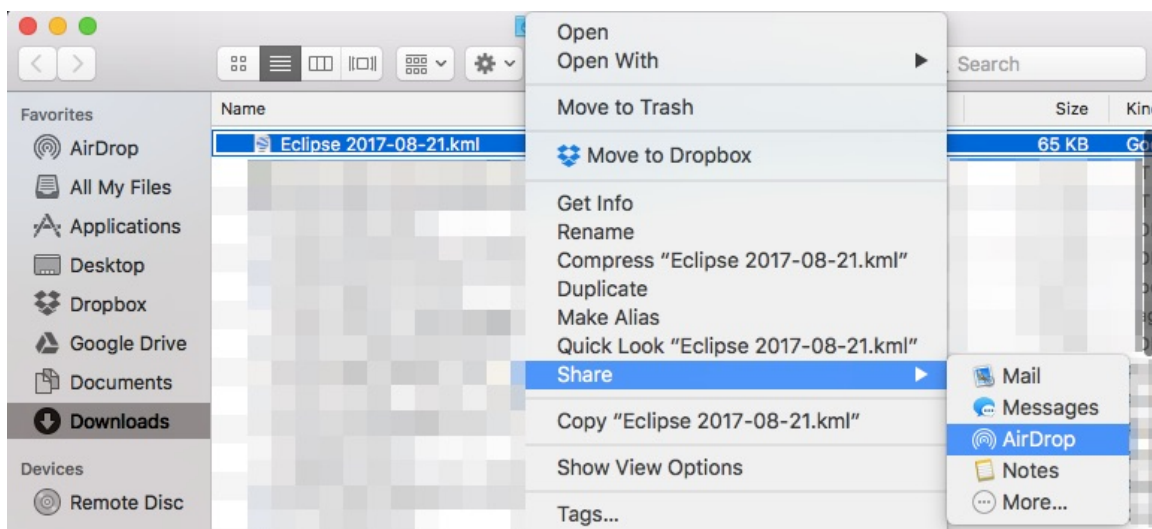 Search
Favorites
AirDrop
All My Files
Applications
Desktop
Dropbox
Google Drive
Documents
Downloads
Devices
Remote Disc
Name
Size
Kin
Eclipse 2017-08-21.kml
65 KB
Go
Open
Open With
Move to Trash
Move to Dropbox
Get Info
Rename
Compress “Eclipse 2017-08-21.kml”
Duplicate
Make Alias
Quick Look “Eclipse 2017-08-21.kml”
Share
Copy “Eclipse 2017-08-21.kml”
Show View Options
Tags...
Mail
Messages
AirDrop
Notes
More...